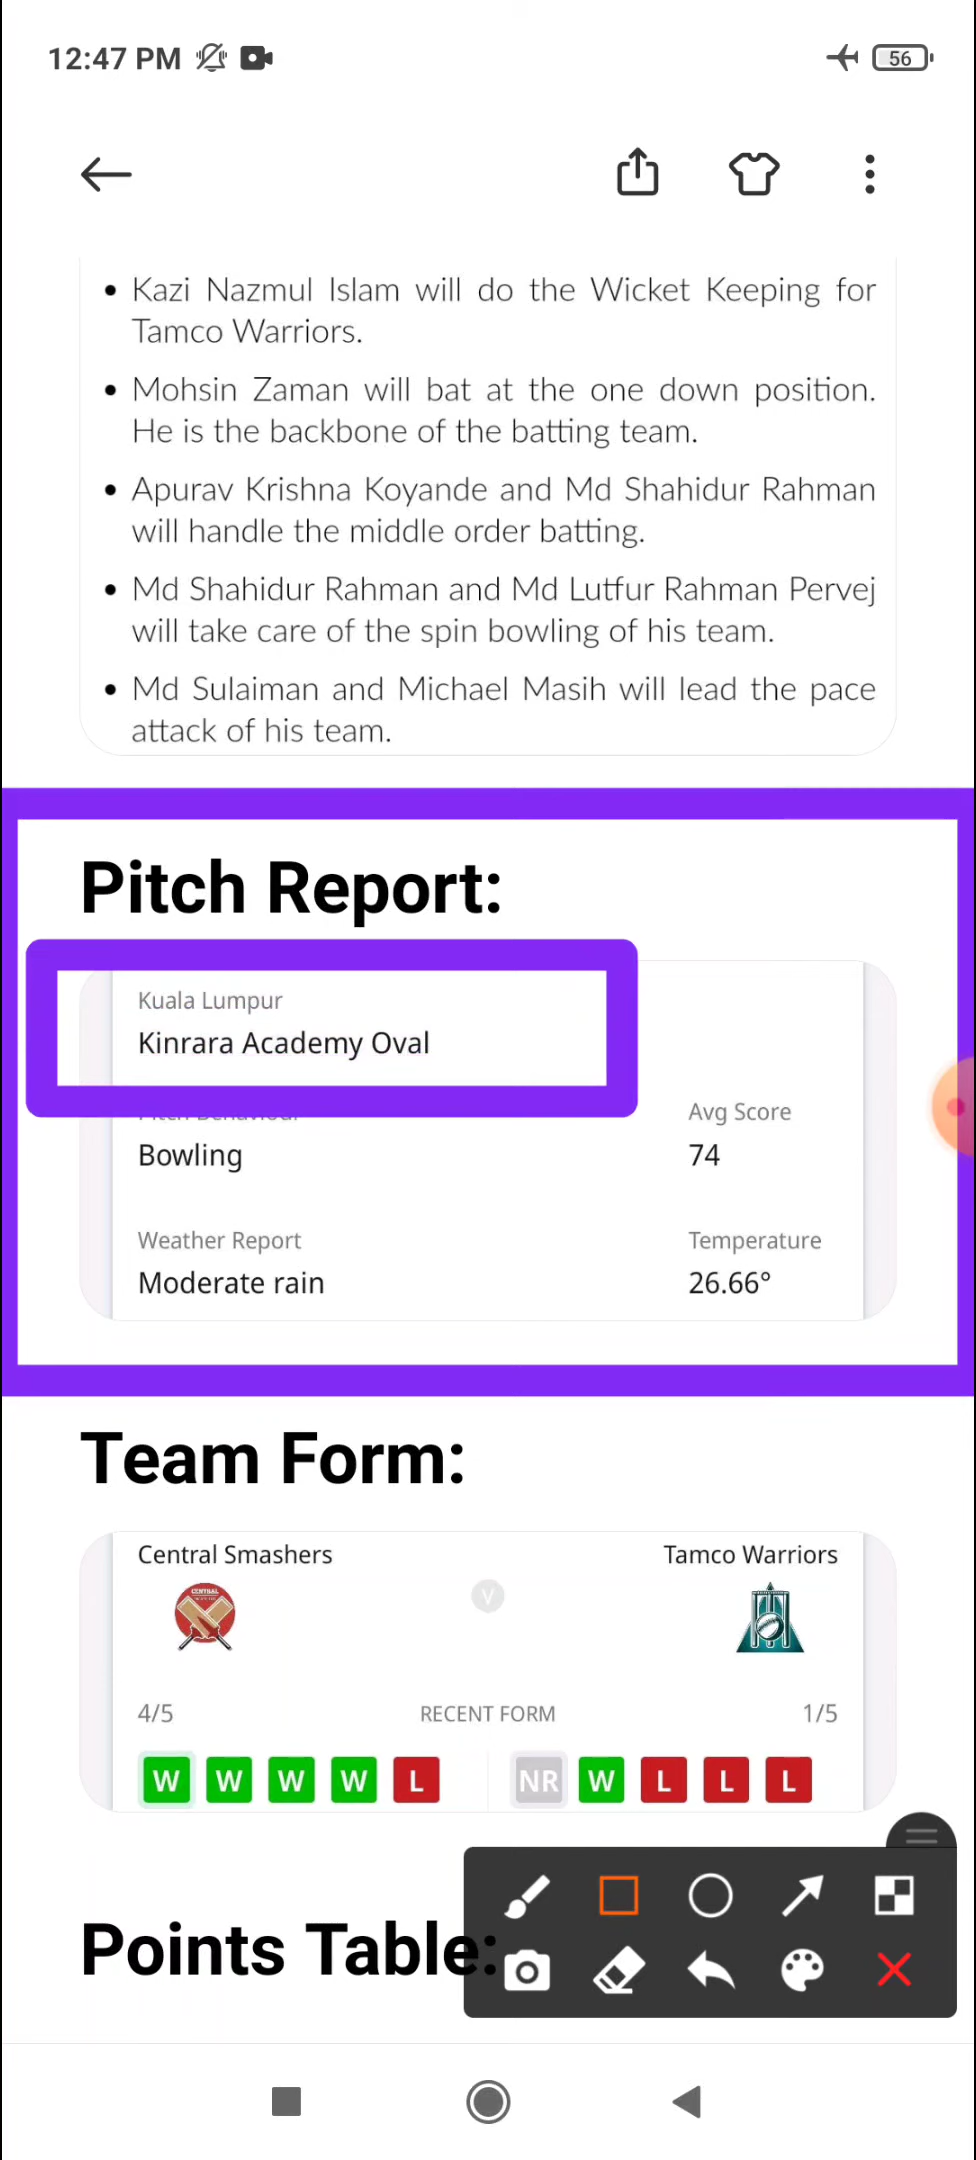 12:47 PM
56
Kazi Nazmul Islam will do the Wicket Keeping for
Tamco Warriors.
Mohsin Zaman will bat at the one down position.
He is the backbone of the batting team.
Apurav Krishna Koyande and Md Shahidur Rahman
will handle the middle order batting.
Md Shahidur Rahman and Md Lutfur Rahman Pervej
will take care of the spin bowling of his team.
Md Sulaiman and Michael Masih will lead the pace
attack of his team.
Pitch Report:
Kuala Lumpur
Kinrara Academy Oval
Pitch Behaviour
Avg Score
Bowling
74
Weather Report
Temperature
Moderate rain
26.66°
Team Form:
Central Smashers
Tamco Warriors
CENTRAL
V
4/5
RECENT FORM
1/5
W W W W L NR W L L L
Points Table: